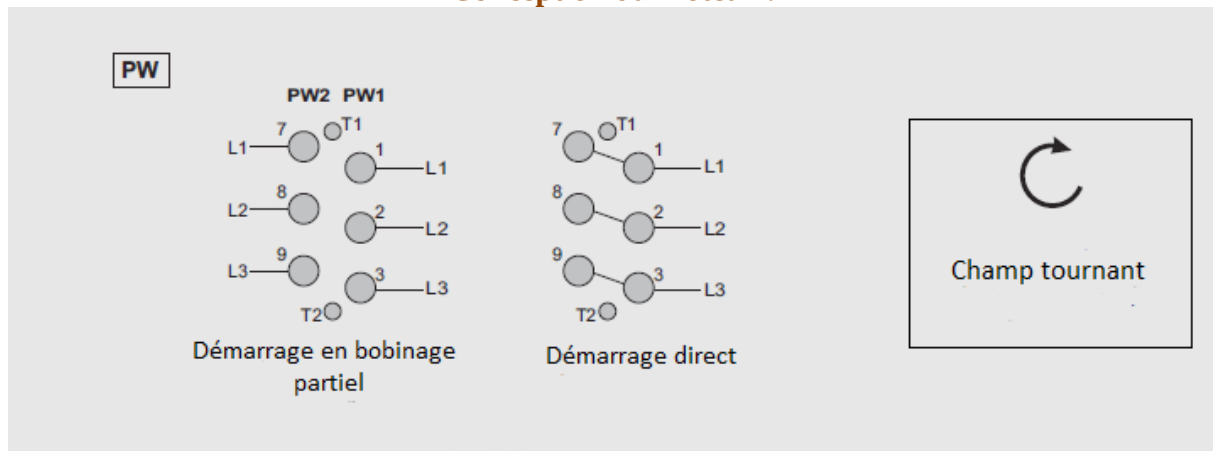 PW
PW2 PW1
7 T1
L1 1 L1
8
L2 2 L2
9
L3 3 L3
T2
Démarrage en bobinage
partiel
7 T1
1 L1
8
2 L2
9
3 L3
T2
Démarrage direct
Champ tournant